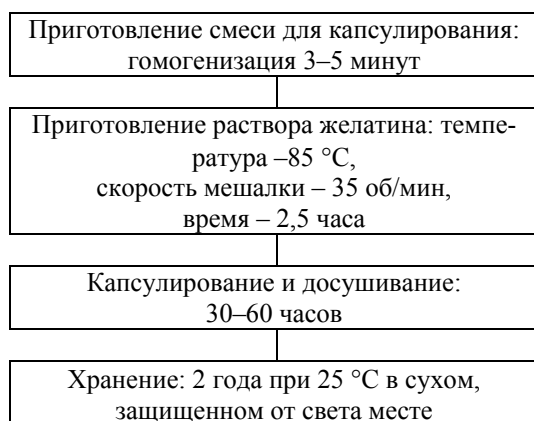 Приготовление смеси для капсулирования:
гомогенизация 3–5 минут
Приготовление раствора желатина: темпе-
ратура –85 °С,
скорость мешалки – 35 об/мин,
время – 2,5 часа
Капсулирование и досушивание:
30–60 часов
Хранение: 2 года при 25 °С в сухом,
защищенном от света месте